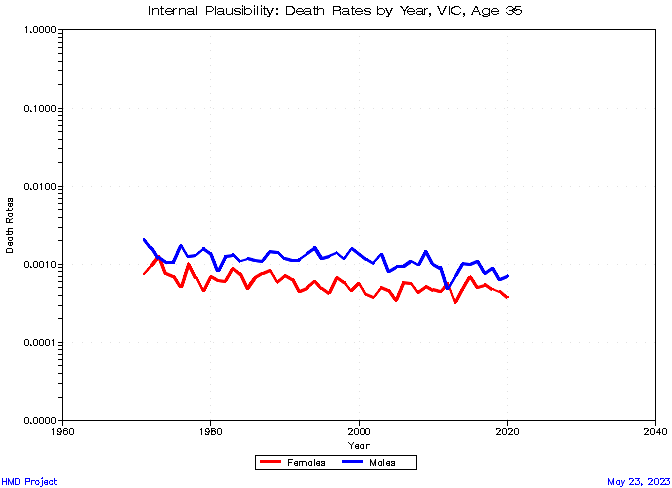 Internal Plausibility: Death Rates by Year, VIC, Age 35
1.0000
0.1000
0.0100
0.0010
0.0001
0.0000
Death Rates
1960 1980 2000 2020 2040
Year
Females Males
HMD Project May 23, 2023